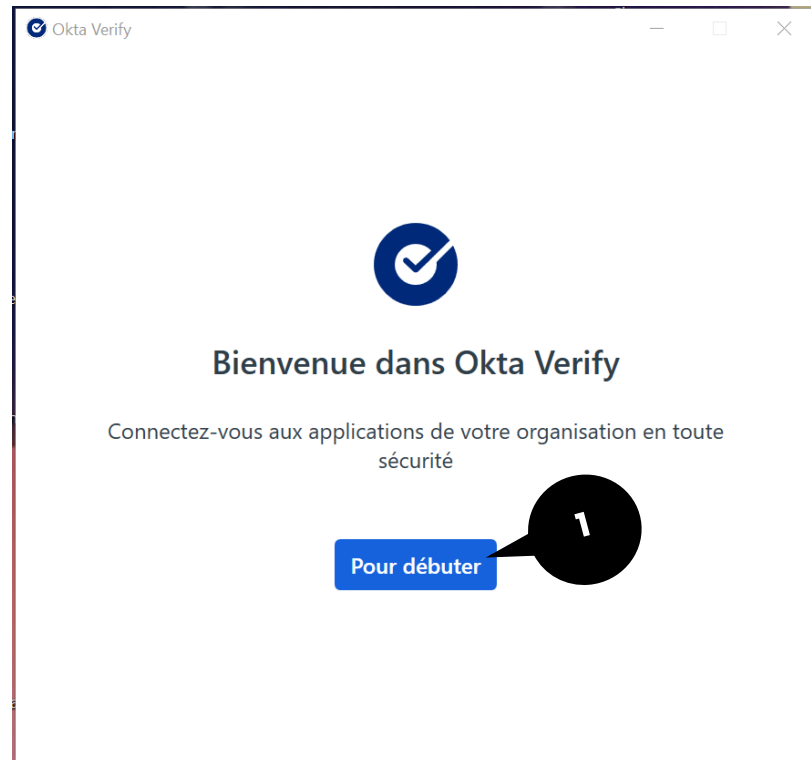 Okta Verify
Bienvenue dans Okta Verify
Connectez-vous aux applications de votre organisation en toute
sécurité
1
Pour débuter